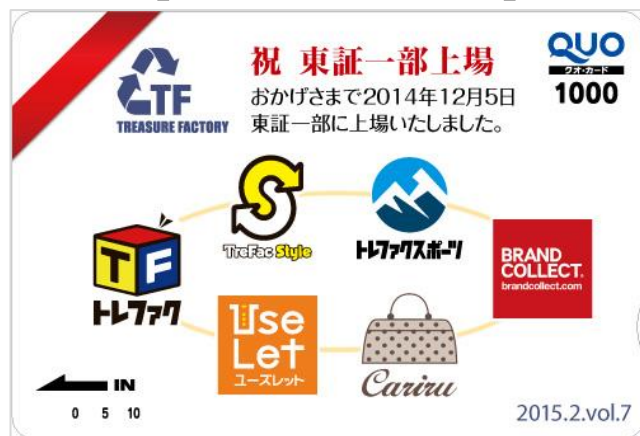 祝 東証一部上場
おかげさまで2014年12月5日
東証一部に上場いたしました。
TF
TREASURE FACTORY
QUO
クオ・カード
1000
TreFac Style
トレファクスポーツ
TF
トレファク
BRAND
COLLECT.
brandcollect.com
Use
Let
ユーズレット
Cariru
IN
0 5 10
2015.2.vol.7